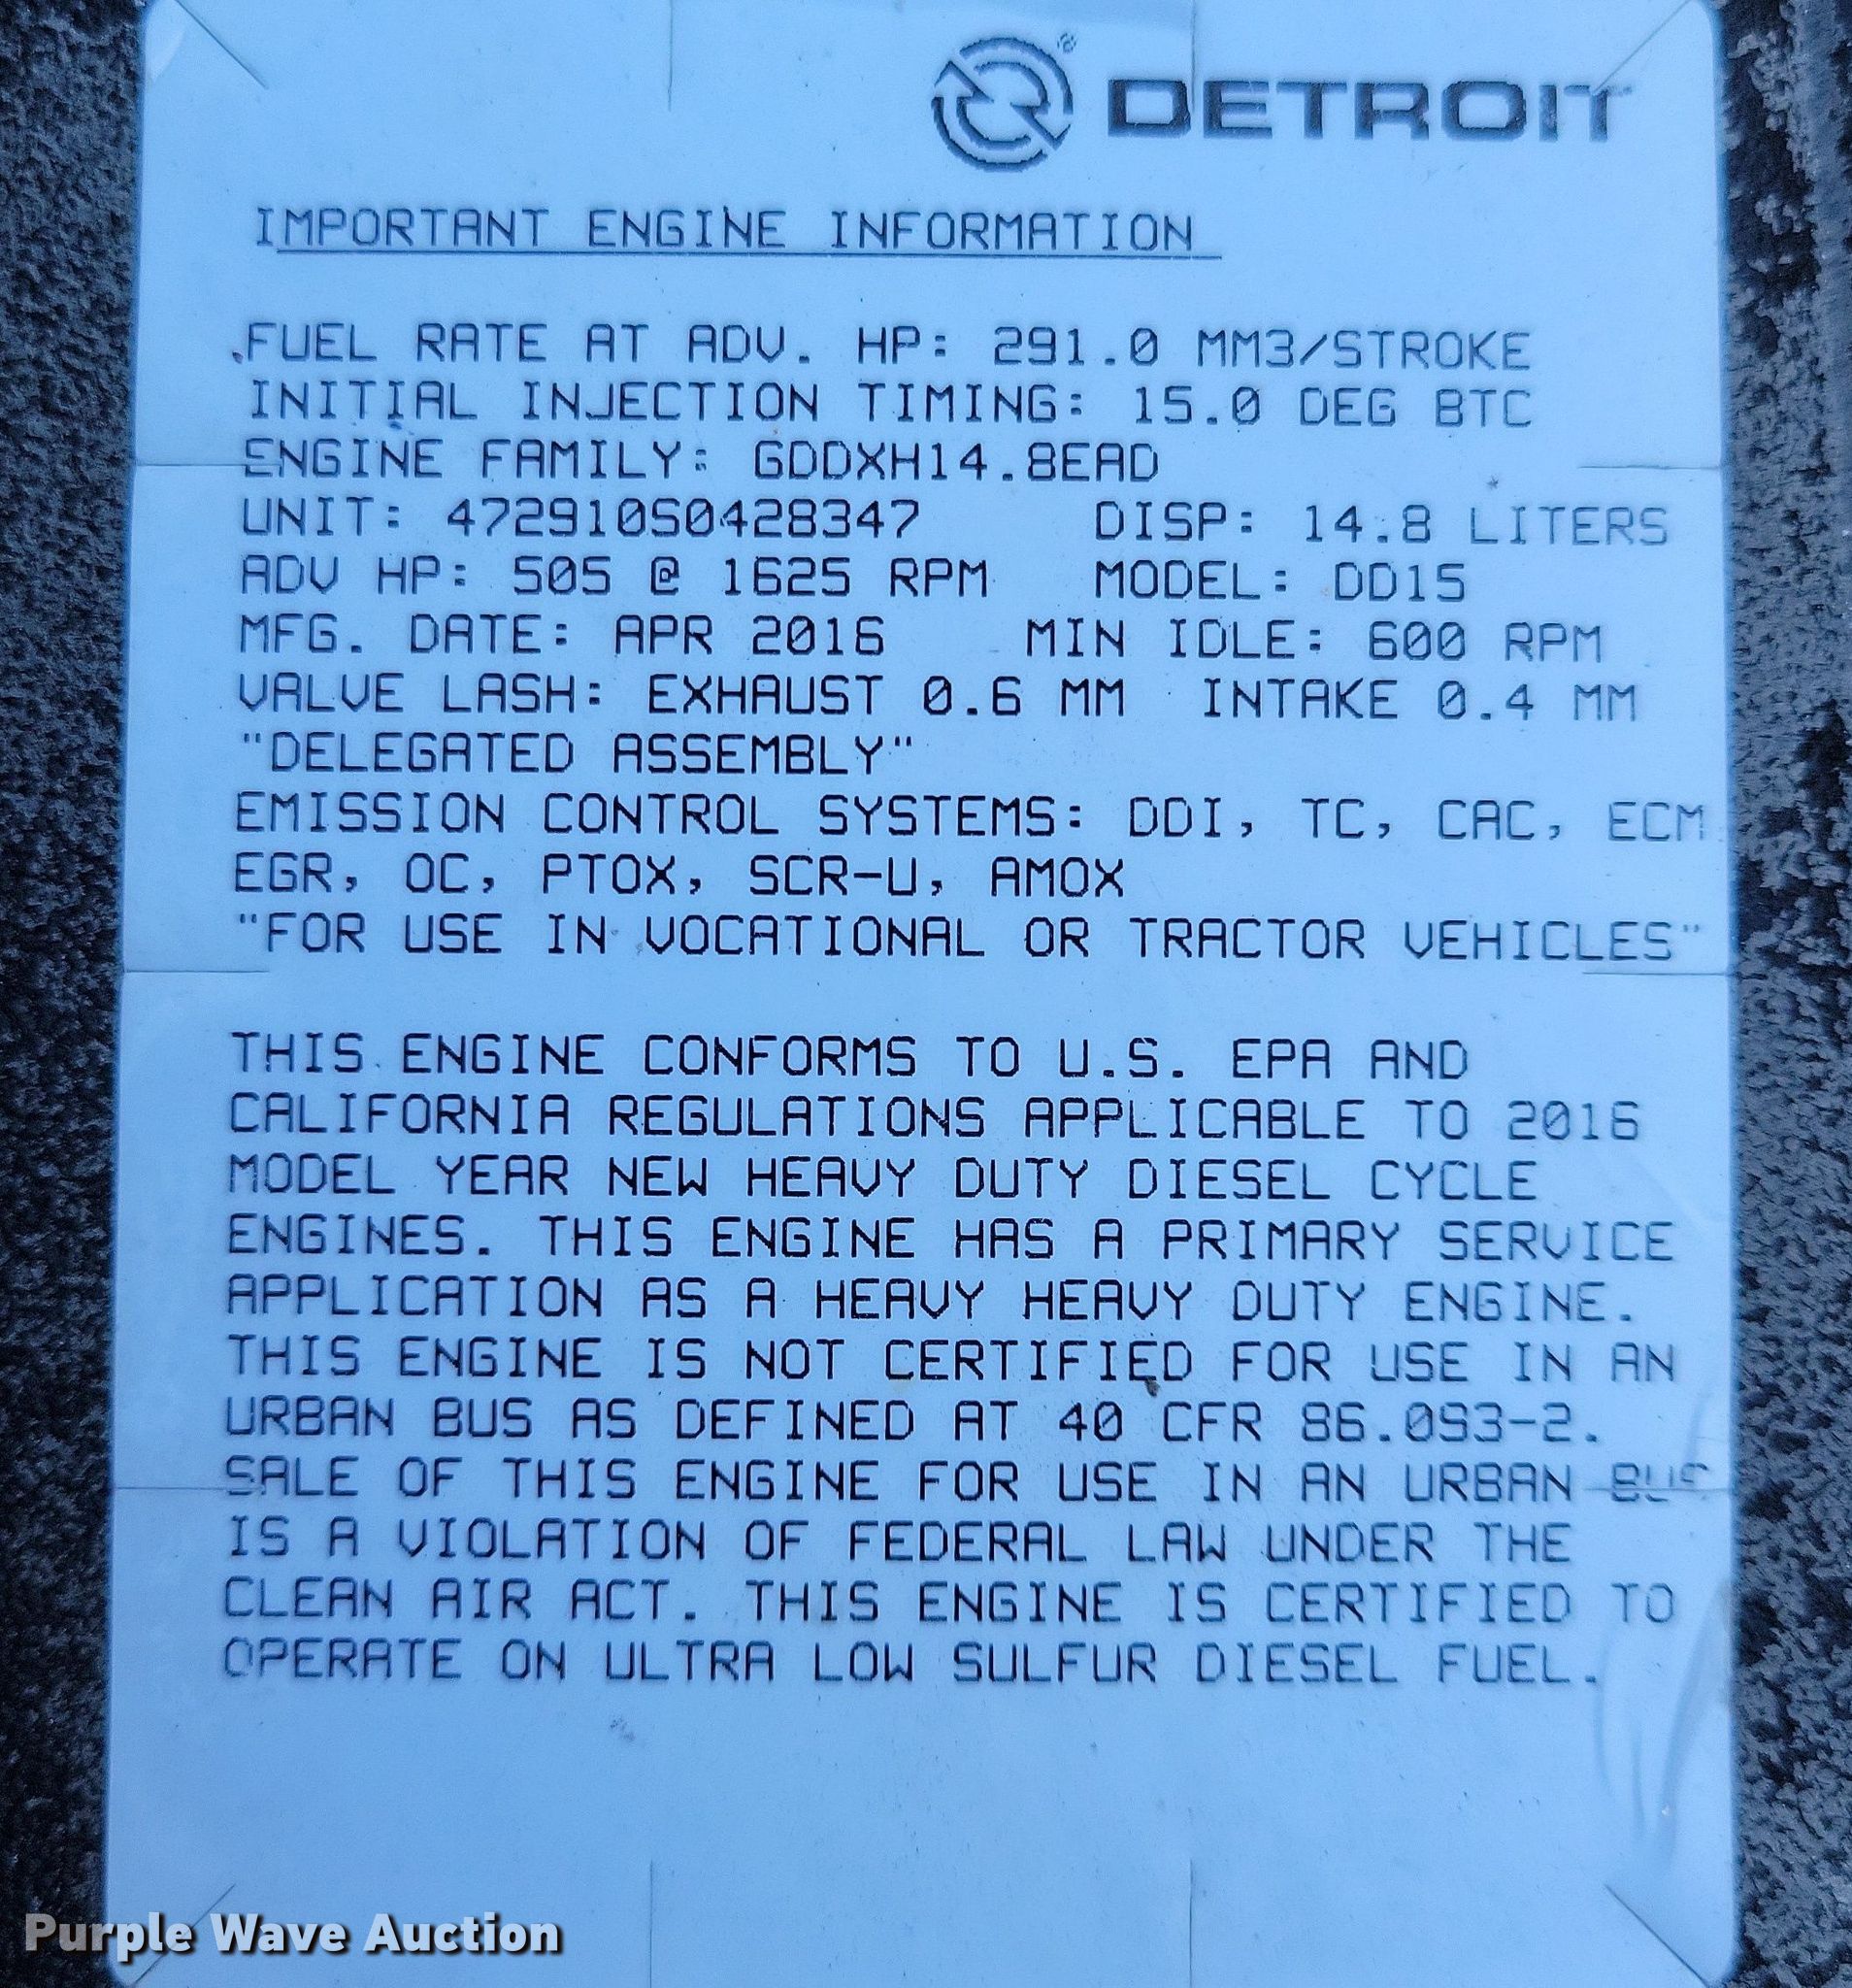 ® DETROIT
IMPORTANT ENGINE INFORMATION
FUEL RATE AT ADV. HP: 291.0 MM3/STROKE
INITIAL INJECTION TIMING: 15.0 DEG BTC
ENGINE FAMILY: GDDXH14.8EAD
UNIT: 472910S0428347 DISP: 14.8 LITERS
ADV HP: 505 @ 1625 RPM MODEL: DD15
MFG. DATE: APR 2016 MIN IDLE: 600 RPM
VALVE LASH: EXHAUST 0.6 MM INTAKE 0.4 MM
"DELEGATED ASSEMBLY"
EMISSION CONTROL SYSTEMS: DDI, TC, CAC, ECM
EGR, OC, PTOX, SCR-U, AMOX
"FOR USE IN VOCATIONAL OR TRACTOR VEHICLES"
THIS ENGINE CONFORMS TO U.S. EPA AND
CALIFORNIA REGULATIONS APPLICABLE TO 2016
MODEL YEAR NEW HEAVY DUTY DIESEL CYCLE
ENGINES. THIS ENGINE HAS A PRIMARY SERVICE
APPLICATION AS A HEAVY HEAVY DUTY ENGINE.
THIS ENGINE IS NOT CERTIFIED FOR USE IN AN
URBAN BUS AS DEFINED AT 40 CFR 86.093-2.
SALE OF THIS ENGINE FOR USE IN AN URBAN BUS
IS A VIOLATION OF FEDERAL LAW UNDER THE
CLEAN AIR ACT. THIS ENGINE IS CERTIFIED TO
OPERATE ON ULTRA LOW SULFUR DIESEL FUEL.
Purple Wave Auction